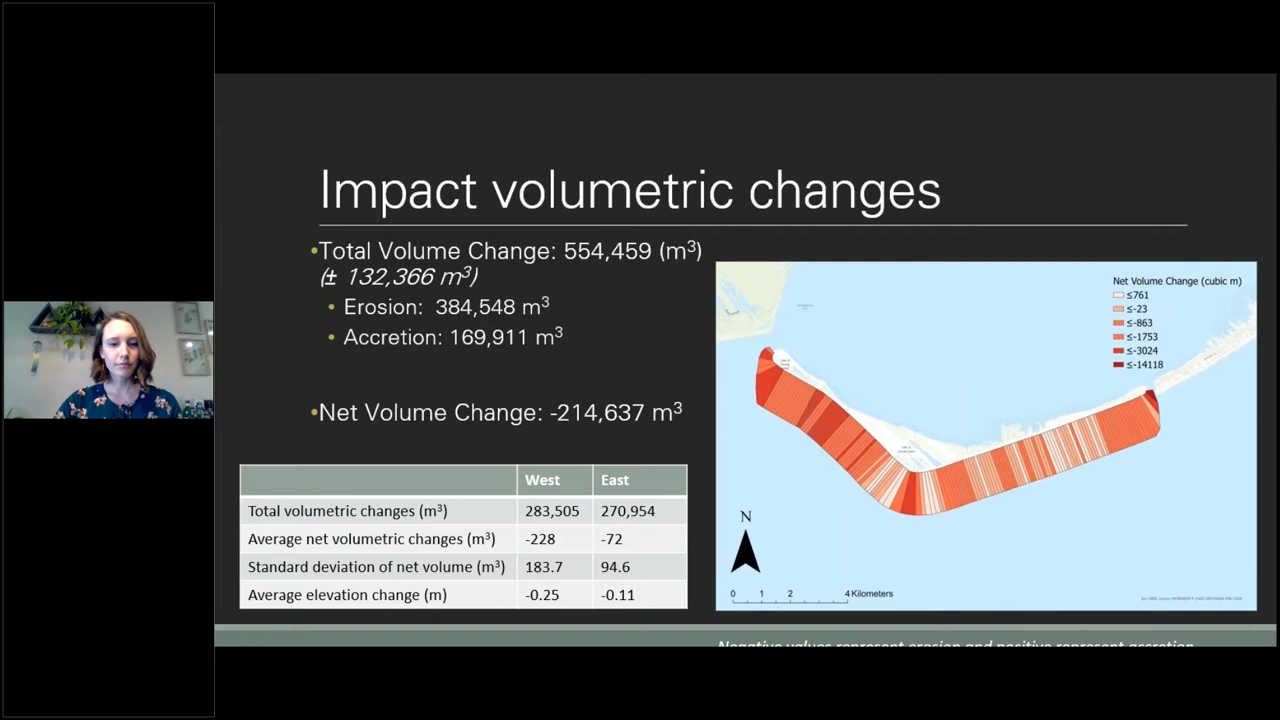 Impact volumetric changes
•Total Volume Change: 554,459 (m³)
(± 132,366 m³)
• Erosion: 384,548 m³
• Accretion: 169,911 m³
•Net Volume Change: -214,637 m³
West East
Total volumetric changes (m³) 283,505 270,954
Average net volumetric changes (m³) -228 -72
Standard deviation of net volume (m³) 183.7 94.6
Average elevation change (m) -0.25 -0.11
Net Volume Change (cubic m)
≤761
≤-23
≤-863
≤-1753
≤-3024
≤-14118
N
0 1 2 4 Kilometers
Negative values represent erosion and positive represent accretion